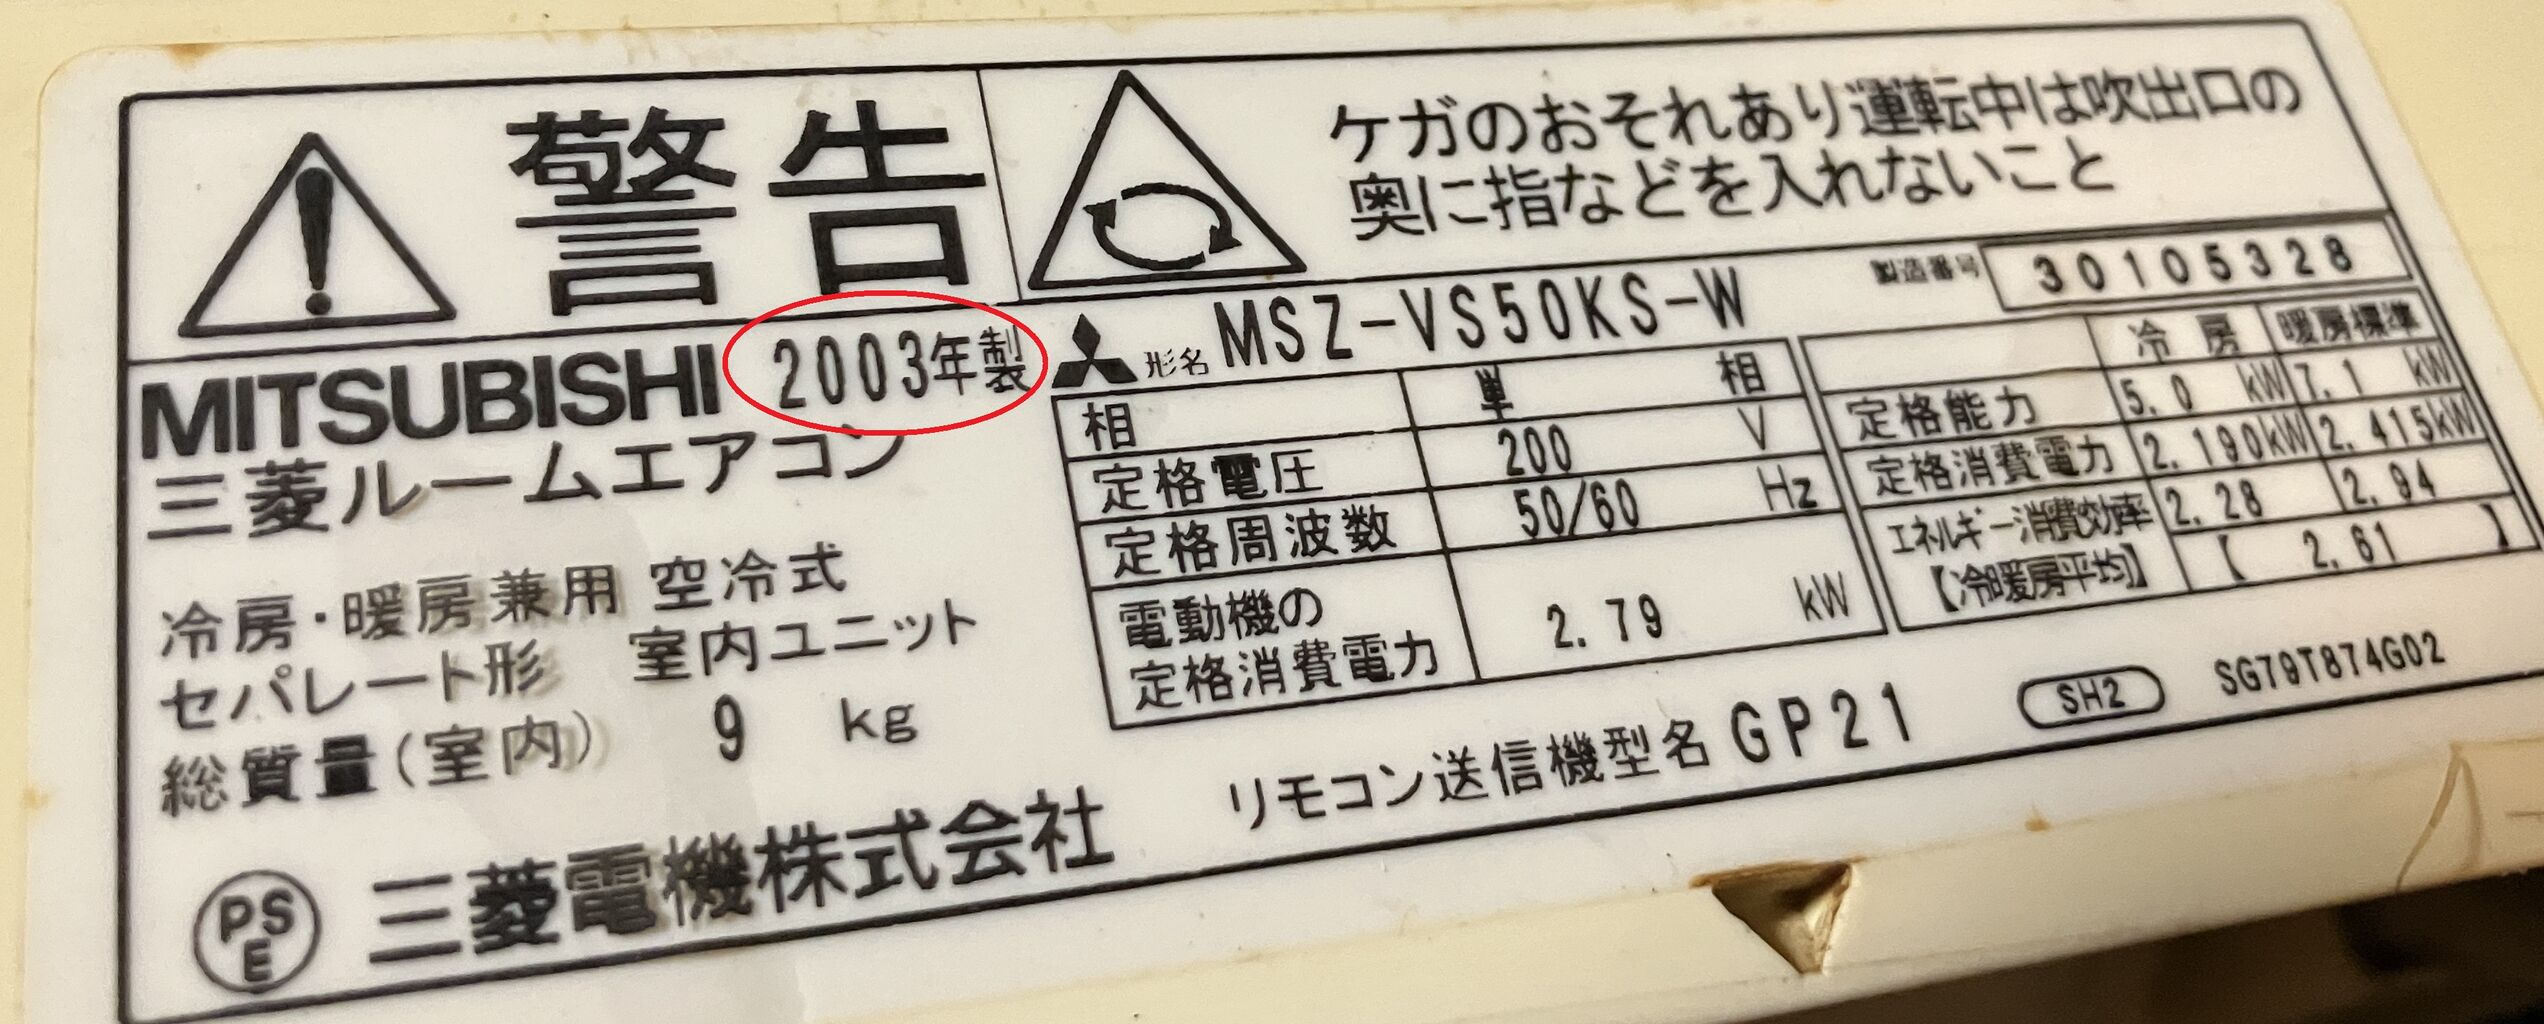 警告
ケガのおそれあり運転中は吹出口の
奥に指などを入れないこと
MITSUBISHI 2003年製
三菱ルームエアコン
冷房・暖房兼用 空冷式
セパレート形 室内ユニット
総質量(室内) 9 kg
三菱電機株式会社
PSE
形名 MSZ-VS50KS-W
製造番号 30105328
相 単相
定格電圧 200 V
定格周波数 50/60 Hz
電動機の
定格消費電力 2.79 kW
冷房 暖房標準
定格能力 5.0 kW 7.1 kW
定格消費電力 2.190kW 2.415kW
エネルギー消費効率 2.28 2.94
【冷暖房平均】 【 2.61 】
リモコン送信機型名 GP21
SH2 SG79T874G02